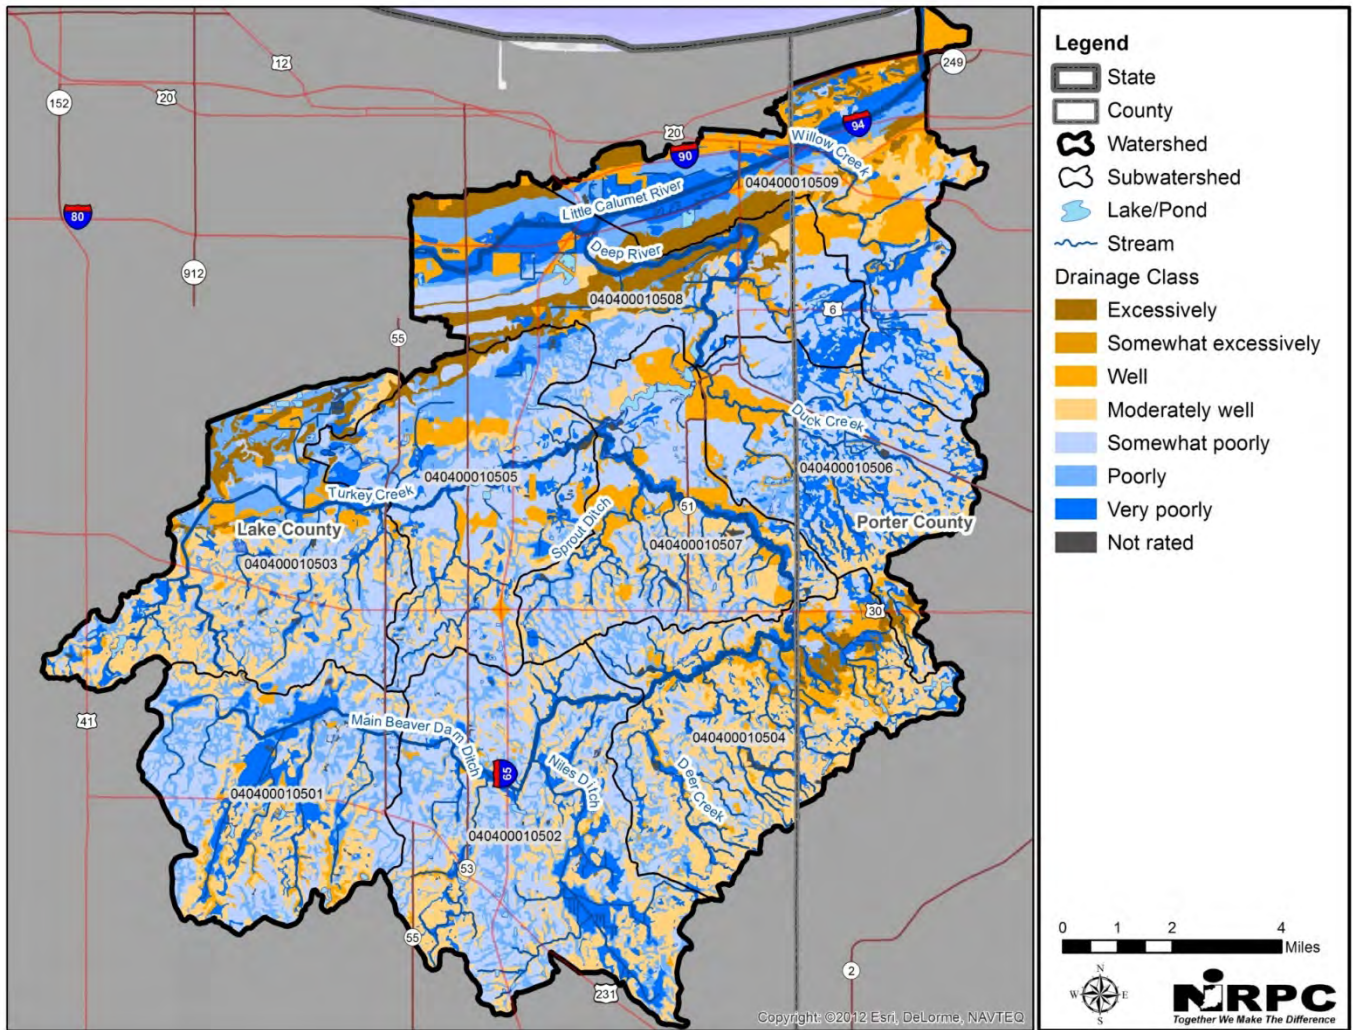 12
20
152
249
20
90
94
Willow Creek
80
040400010509
Little Calumet River
912
Deep River
040400010508
6
55
Duck Creek
040400010506
040400010505
Turkey Creek
51
Lake County
Sprout Ditch
Porter County
040400010507
040400010503
30
41
Main Beaver Dam Ditch
040400010504
65
Niles Ditch
Deer Creek
040400010501
040400010502
53
55
2
231
Copyright: ©2012 Esri, DeLorme, NAVTEQ
Legend
State
County
Watershed
Subwatershed
Lake/Pond
Stream
Drainage Class
Excessively
Somewhat excessively
Well
Moderately well
Somewhat poorly
Poorly
Very poorly
Not rated
0 1 2 4
Miles
N
W E
S
NIRPC
Together We Make The Difference